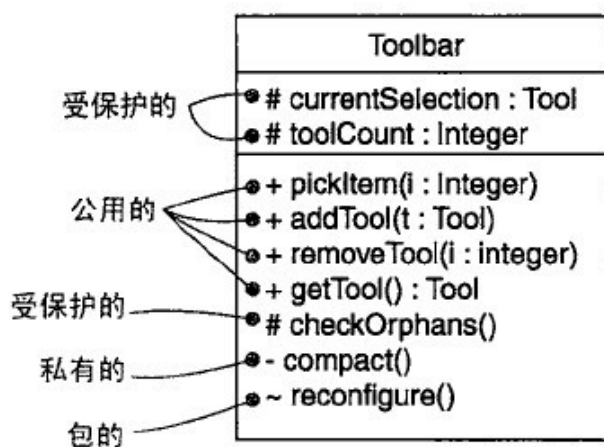 Toolbar
受保护的
# currentSelection : Tool
# toolCount : Integer
公用的
+ pickItem(i : Integer)
+ addTool(t : Tool)
+ removeTool(i : integer)
+ getTool() : Tool
受保护的
# checkOrphans()
私有的
- compact()
包的
~ reconfigure()